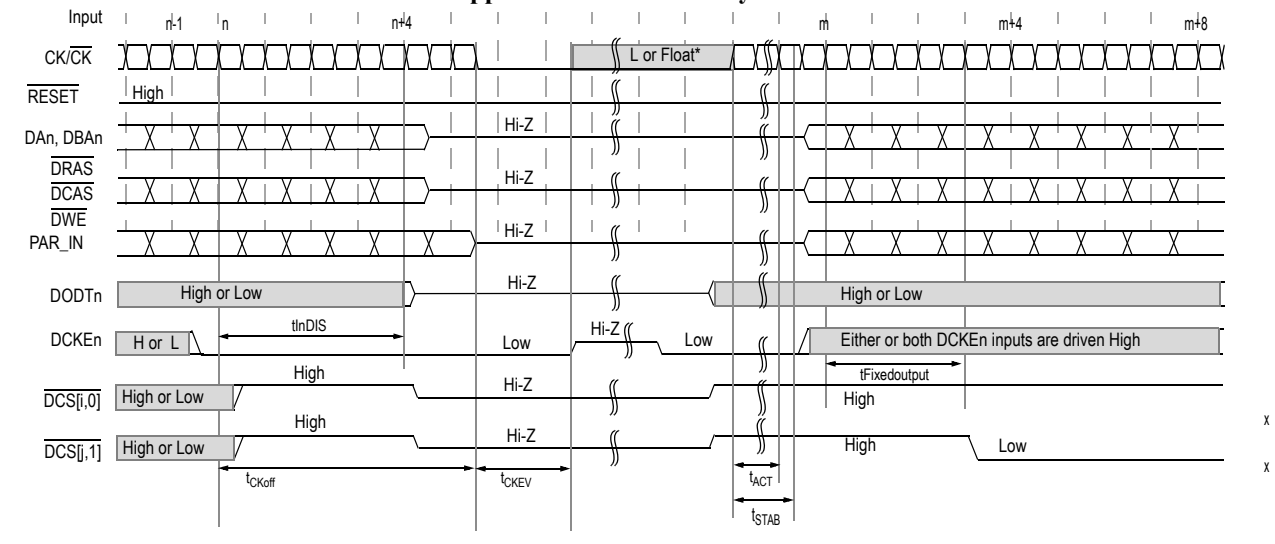 Input n-1 n n+4 m m+4 m+8
CK/CK L or Float*
RESET High
DAn, DBAn Hi-Z
DRAS
DCAS Hi-Z
DWE
PAR_IN Hi-Z
DODTn High or Low Hi-Z High or Low
tInDIS
DCKEn H or L Low Hi-Z Low Either or both DCKEn inputs are driven High
tFixedoutput
DCS[i,0] High or Low High Hi-Z High
x
DCS[j,1] High or Low High Hi-Z High Low
x
tCKoff tCKEV tACT
tSTAB